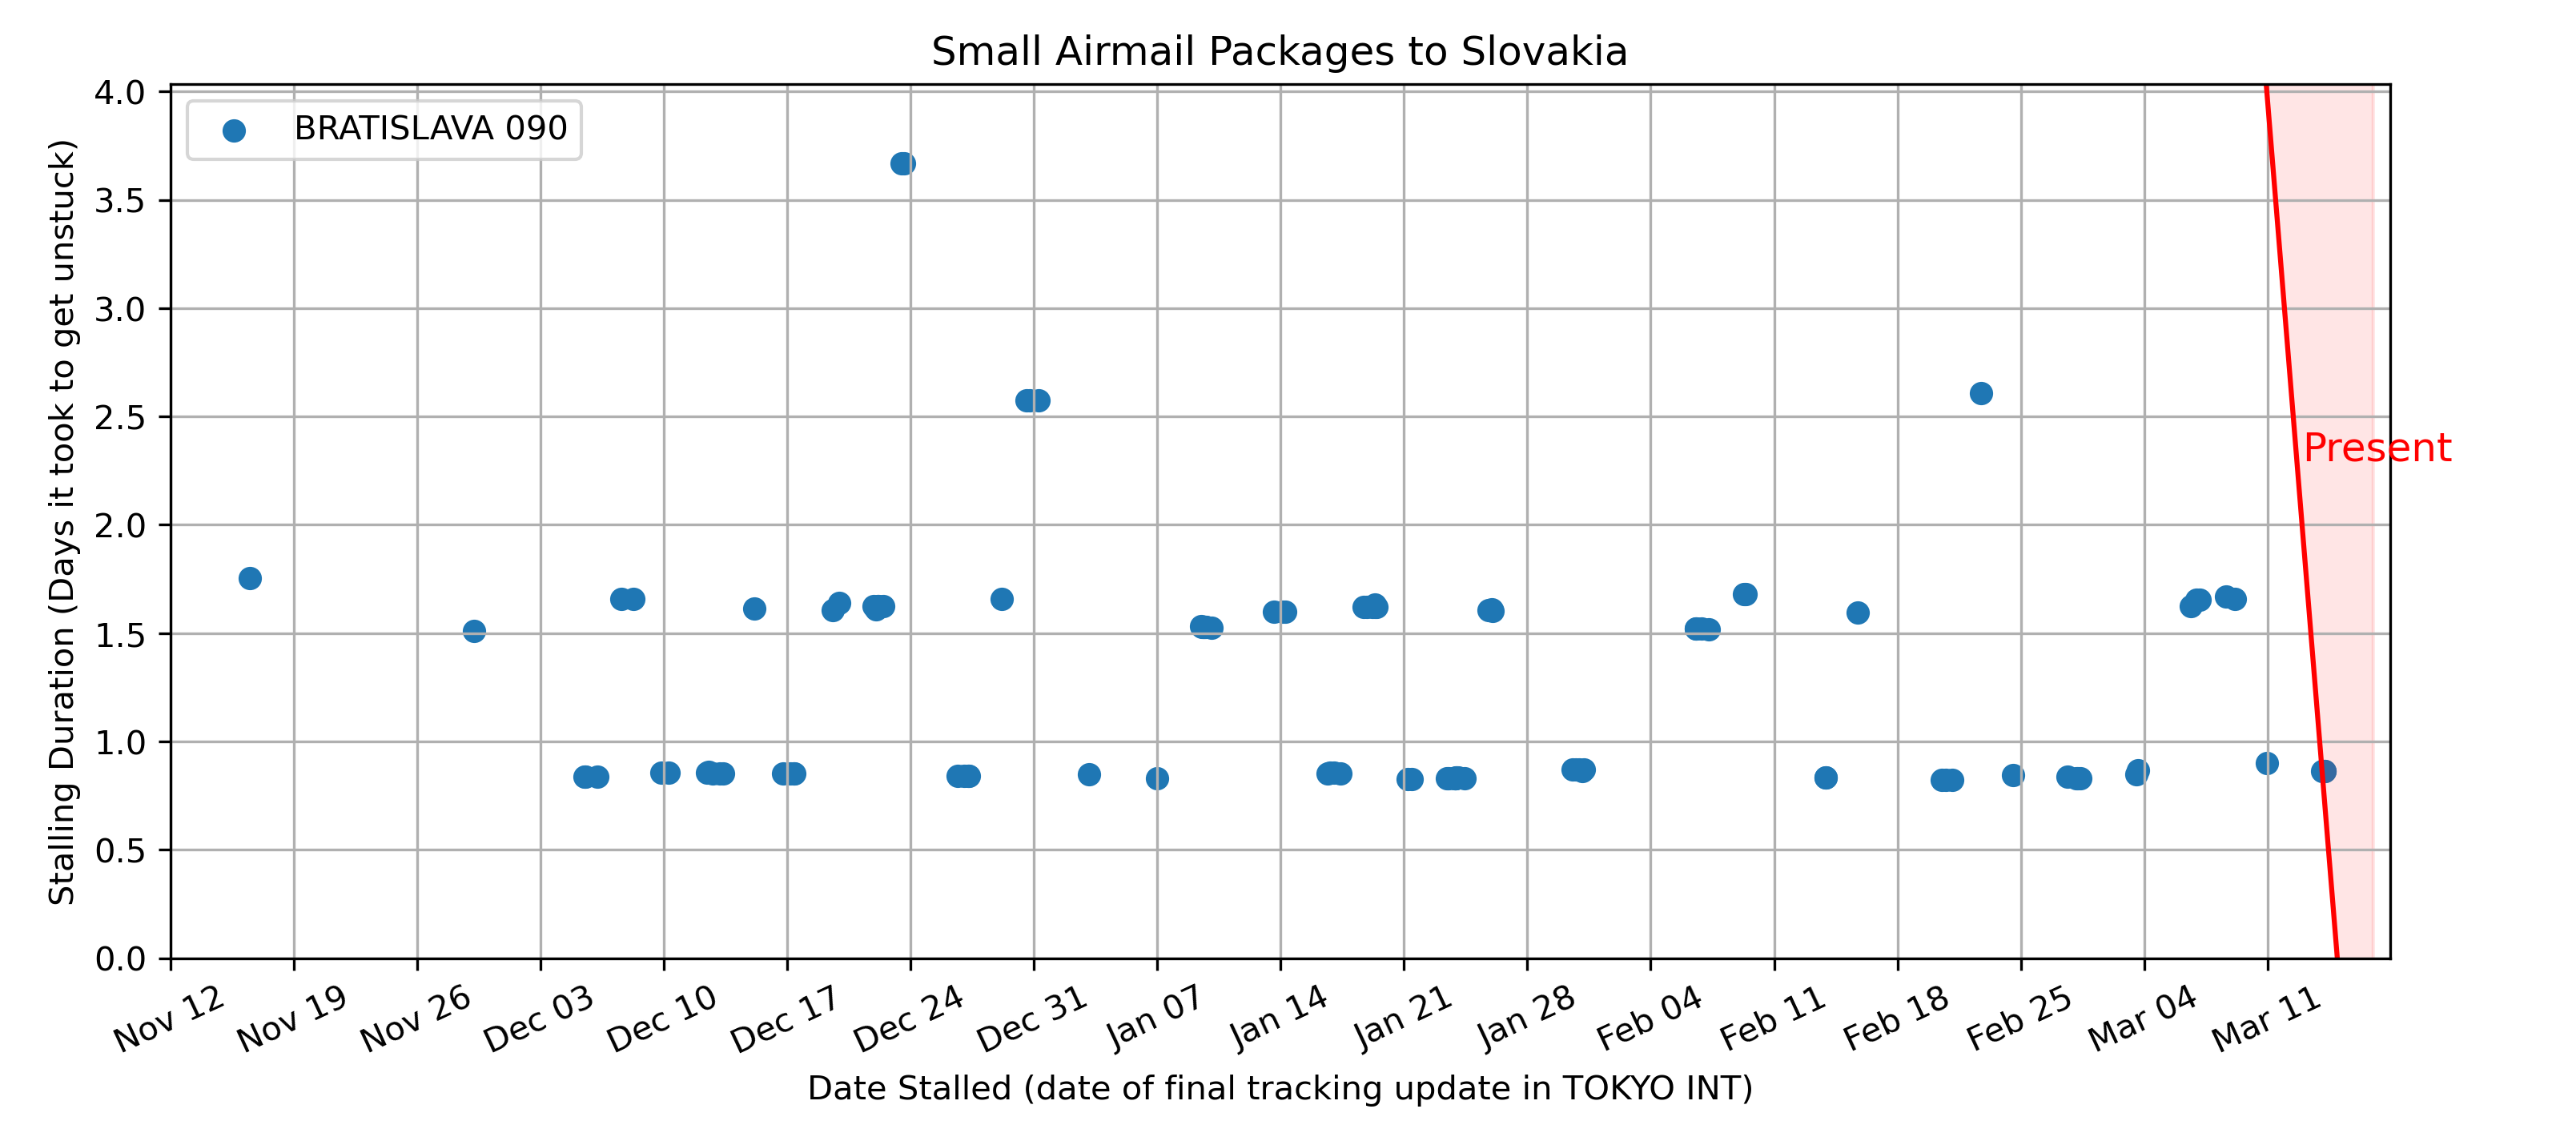 Small Airmail Packages to Slovakia
BRATISLAVA 090
Stalling Duration (Days it took to get unstuck)
4.0
3.5
3.0
2.5
2.0
1.5
1.0
0.5
0.0
Present
Nov 12
Nov 19
Nov 26
Dec 03
Dec 10
Dec 17
Dec 24
Dec 31
Jan 07
Jan 14
Jan 21
Jan 28
Feb 04
Feb 11
Feb 18
Feb 25
Mar 04
Mar 11
Date Stalled (date of final tracking update in TOKYO INT)